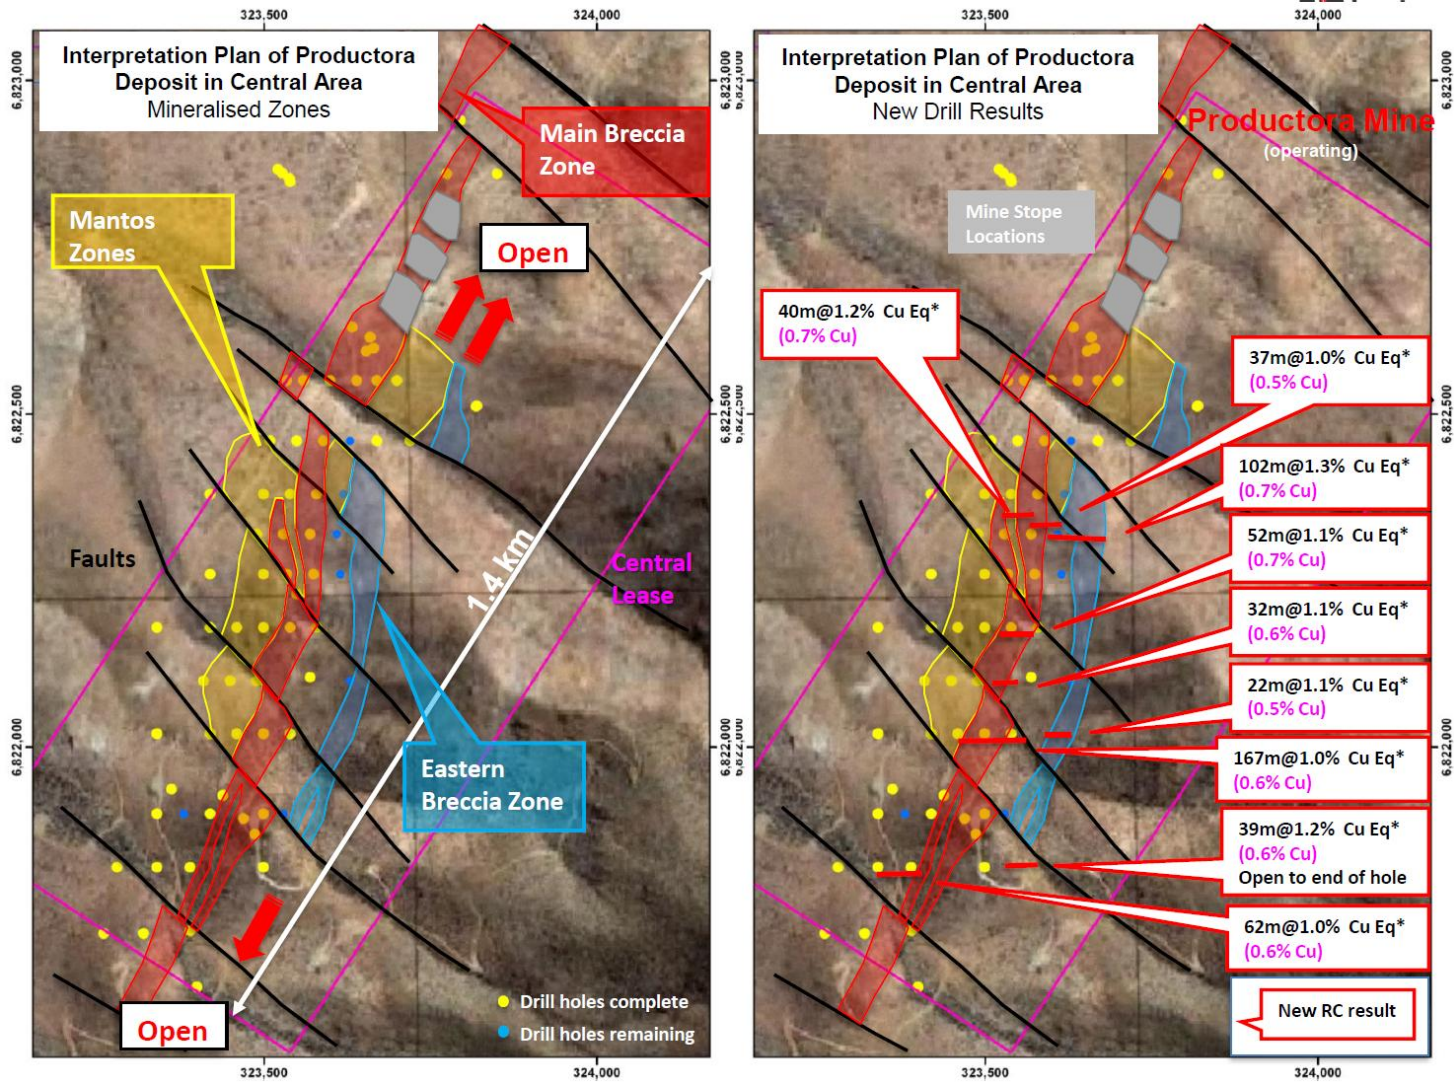 323,500
324,000
Interpretation Plan of Productora
Deposit in Central Area
Mineralised Zones
6,823,000
6,822,500
6,822,000
Main Breccia
Zone
Mantos
Zones
Open
Faults
1.4 km
Central
Lease
Eastern
Breccia Zone
Open
Drill holes complete
Drill holes remaining
323,500
324,000
323,500
324,000
Interpretation Plan of Productora
Deposit in Central Area
New Drill Results
6,823,000
6,822,500
6,822,000
Productora Mine
(operating)
Mine Stope
Locations
40m@1.2% Cu Eq*
(0.7% Cu)
37m@1.0% Cu Eq*
(0.5% Cu)
102m@1.3% Cu Eq*
(0.7% Cu)
52m@1.1% Cu Eq*
(0.7% Cu)
32m@1.1% Cu Eq*
(0.6% Cu)
22m@1.1% Cu Eq*
(0.5% Cu)
167m@1.0% Cu Eq*
(0.6% Cu)
39m@1.2% Cu Eq*
(0.6% Cu)
Open to end of hole
62m@1.0% Cu Eq*
(0.6% Cu)
New RC result
323,500
324,000